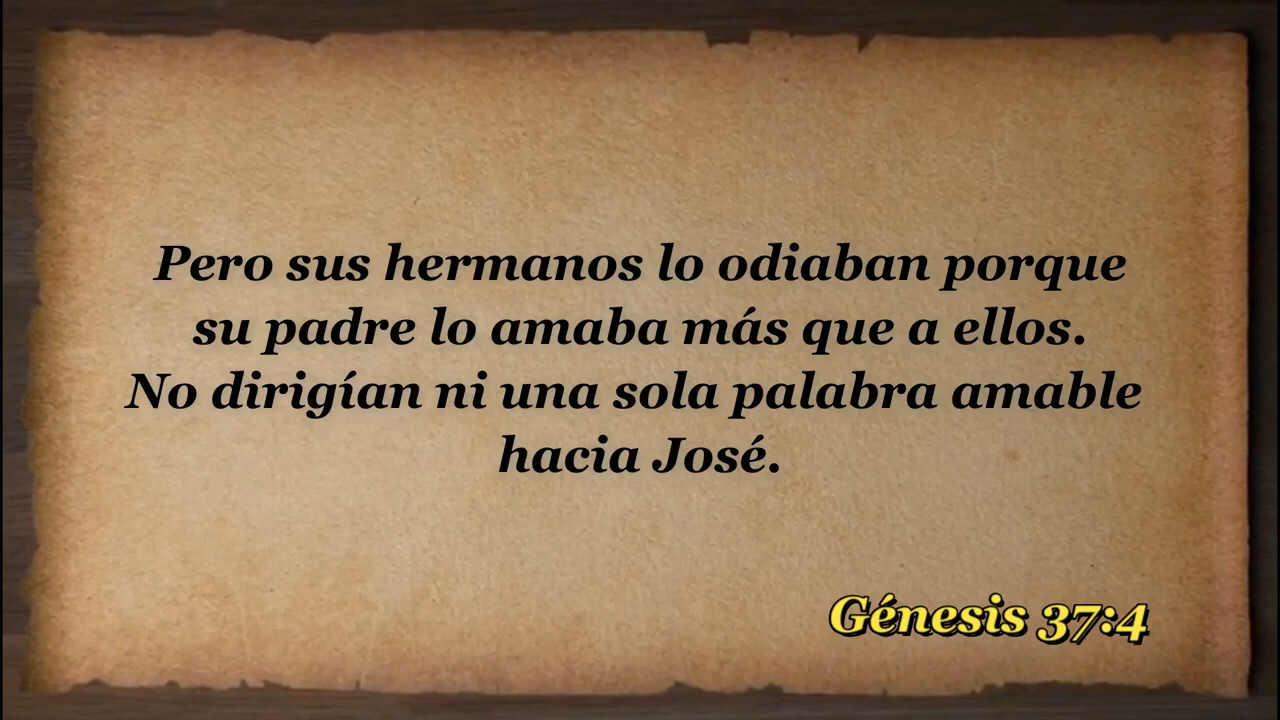 Pero sus hermanos lo odiaban porque
su padre lo amaba más que a ellos.
No dirigían ni una sola palabra amable
hacia José.
Génesis 37:4